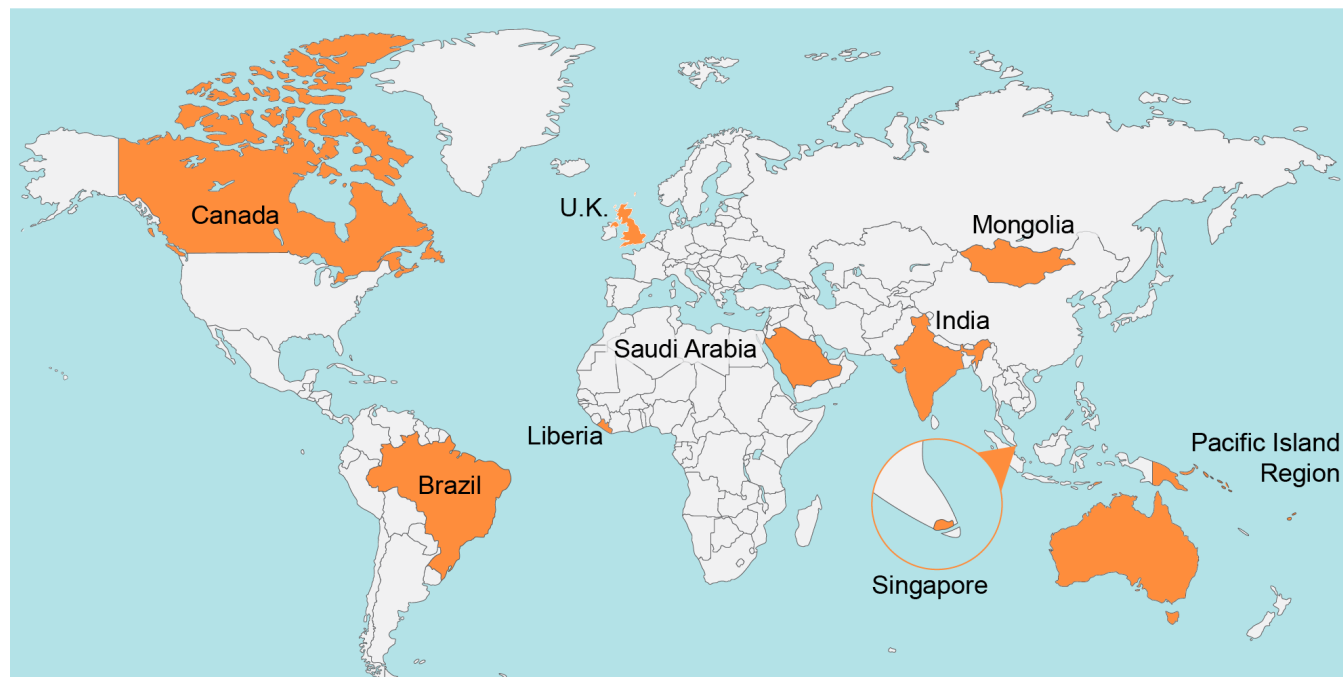 Canada
U.K.
Mongolia
India
Saudi Arabia
Liberia
Brazil
Pacific Island
Region
Singapore